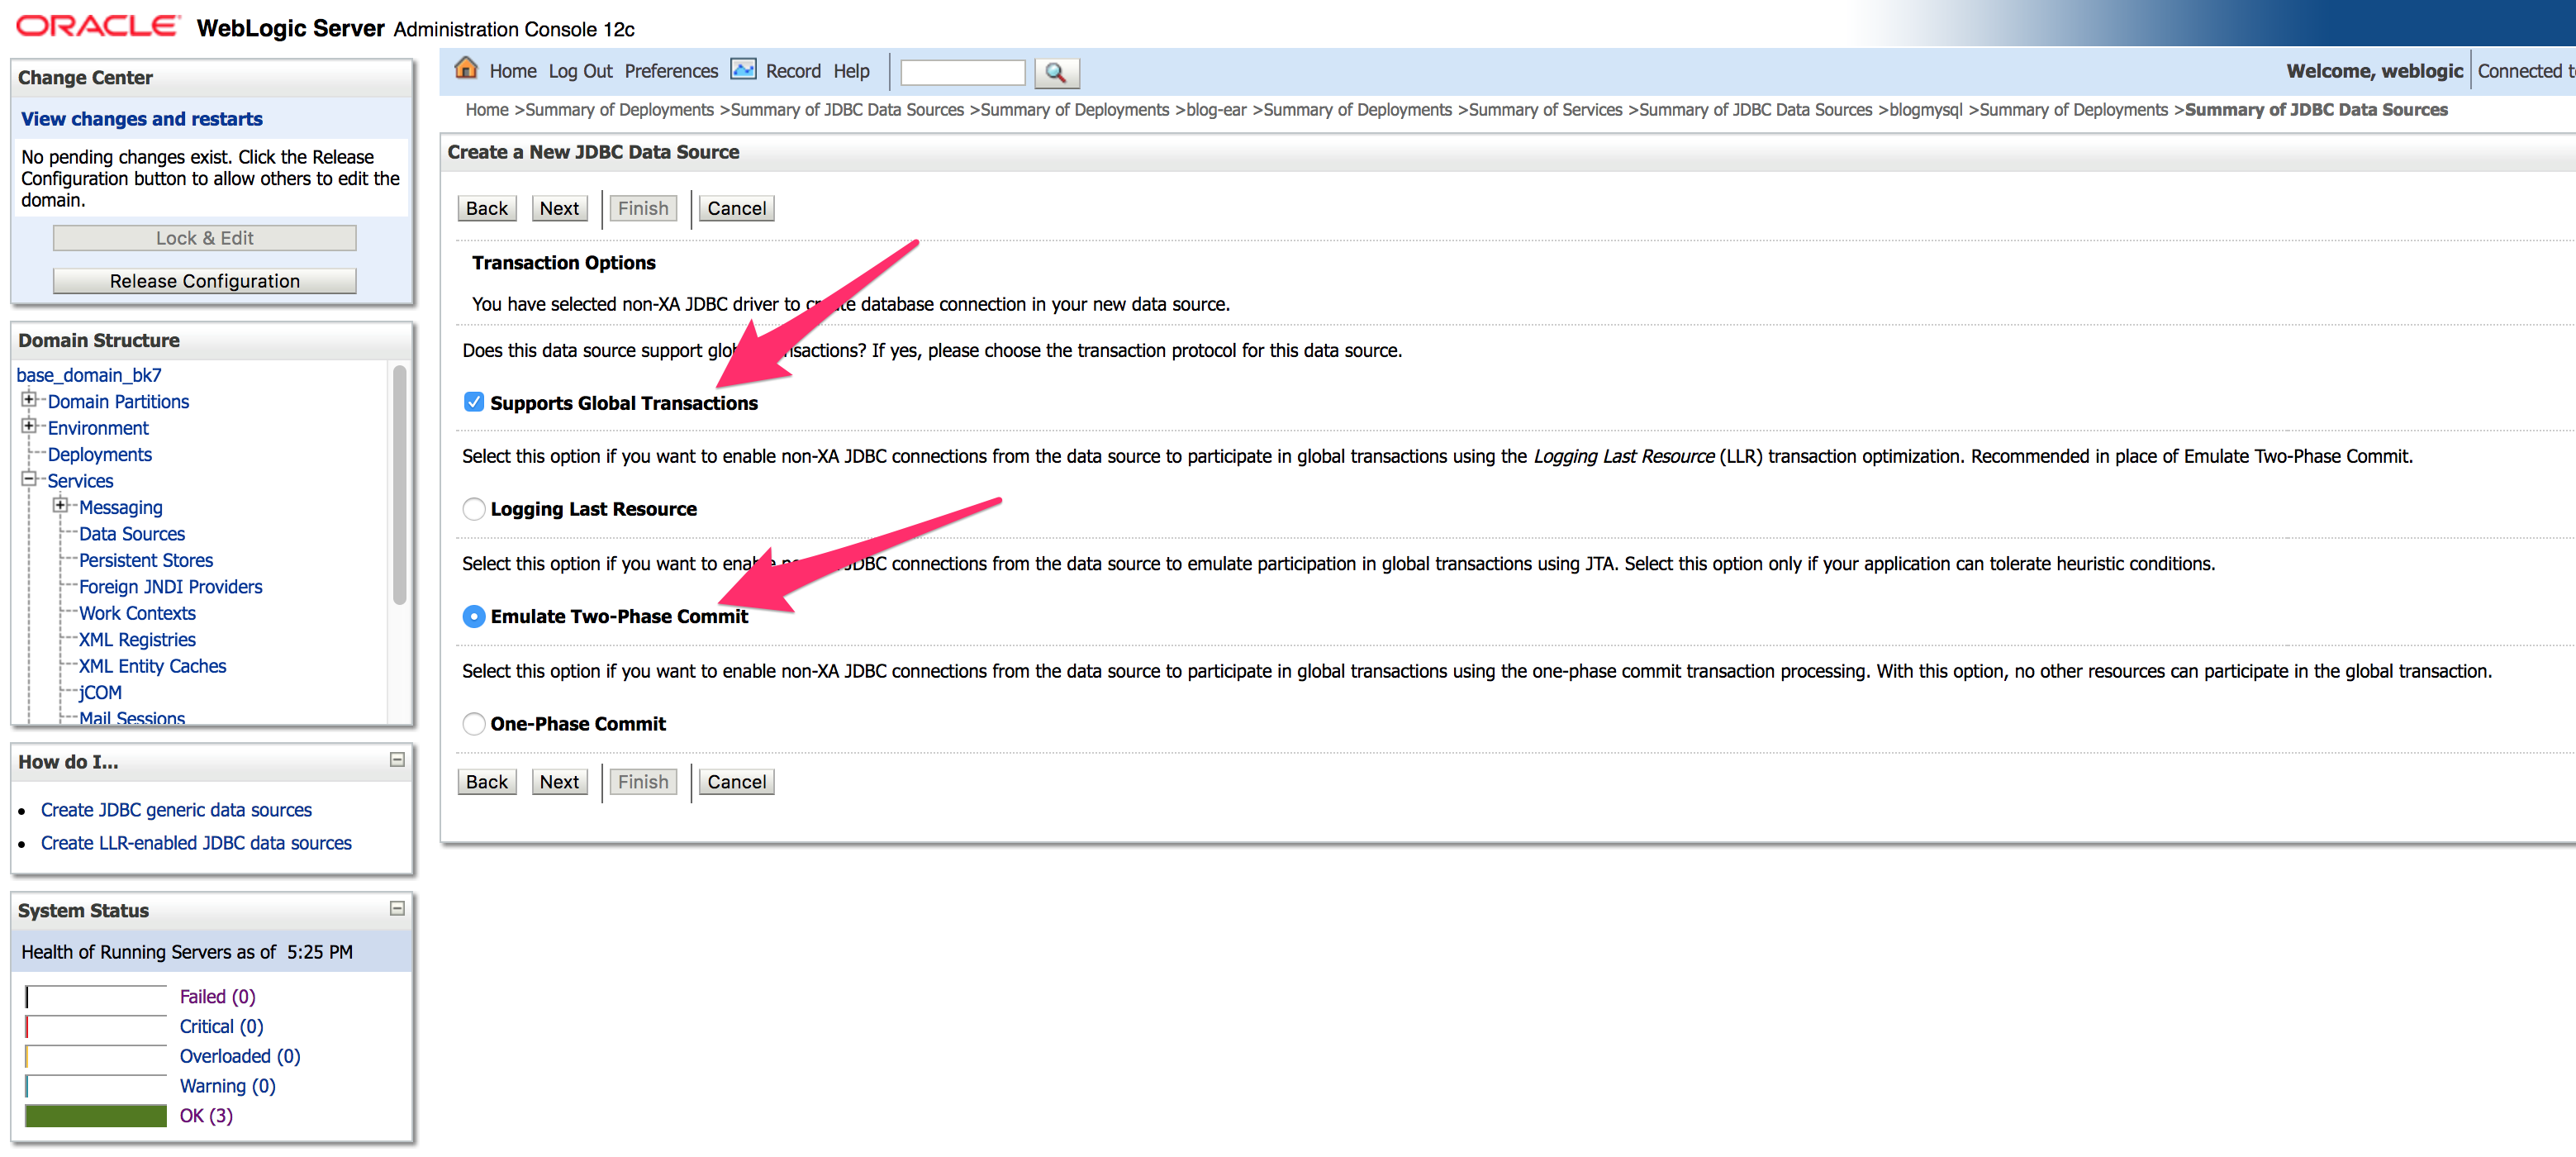 ORACLE WebLogic Server Administration Console 12c
Change Center
View changes and restarts
No pending changes exist. Click the Release
Configuration button to allow others to edit the
domain.
Lock & Edit
Release Configuration
Domain Structure
base_domain_bk7
Domain Partitions
Environment
Deployments
Services
Messaging
Data Sources
Persistent Stores
Foreign JNDI Providers
Work Contexts
XML Registries
XML Entity Caches
jCOM
Mail Sessions
How do I...
Create JDBC generic data sources
Create LLR-enabled JDBC data sources
System Status
Health of Running Servers as of 5:25 PM
Failed (0)
Critical (0)
Overloaded (0)
Warning (0)
OK (3)
Home Log Out Preferences Record Help
Welcome, weblogic Connected
Home >Summary of Deployments >Summary of JDBC Data Sources >Summary of Deployments >blog-ear >Summary of Deployments >Summary of Services >Summary of JDBC Data Sources >blogmysql >Summary of Deployments >Summary of JDBC Data Sources
Create a New JDBC Data Source
Back Next Finish Cancel
Transaction Options
You have selected non-XA JDBC driver to database connection in your new data source.
Does this data source support If yes, please choose the transaction protocol for this data source.
Supports Global Transactions
Select this option if you want to enable non-XA JDBC connections from the data source to participate in global transactions using the Logging Last Resource (LLR) transaction optimization. Recommended in place of Emulate Two-Phase Commit.
Logging Last Resource
Select this option if you want to JDBC connections from the data source to emulate participation in global transactions using JTA. Select this option only if your application can tolerate heuristic conditions.
Emulate Two-Phase Commit
Select this option if you want to enable non-XA JDBC connections from the data source to participate in global transactions using the one-phase commit transaction processing. With this option, no other resources can participate in the global transaction.
One-Phase Commit
Back Next Finish Cancel